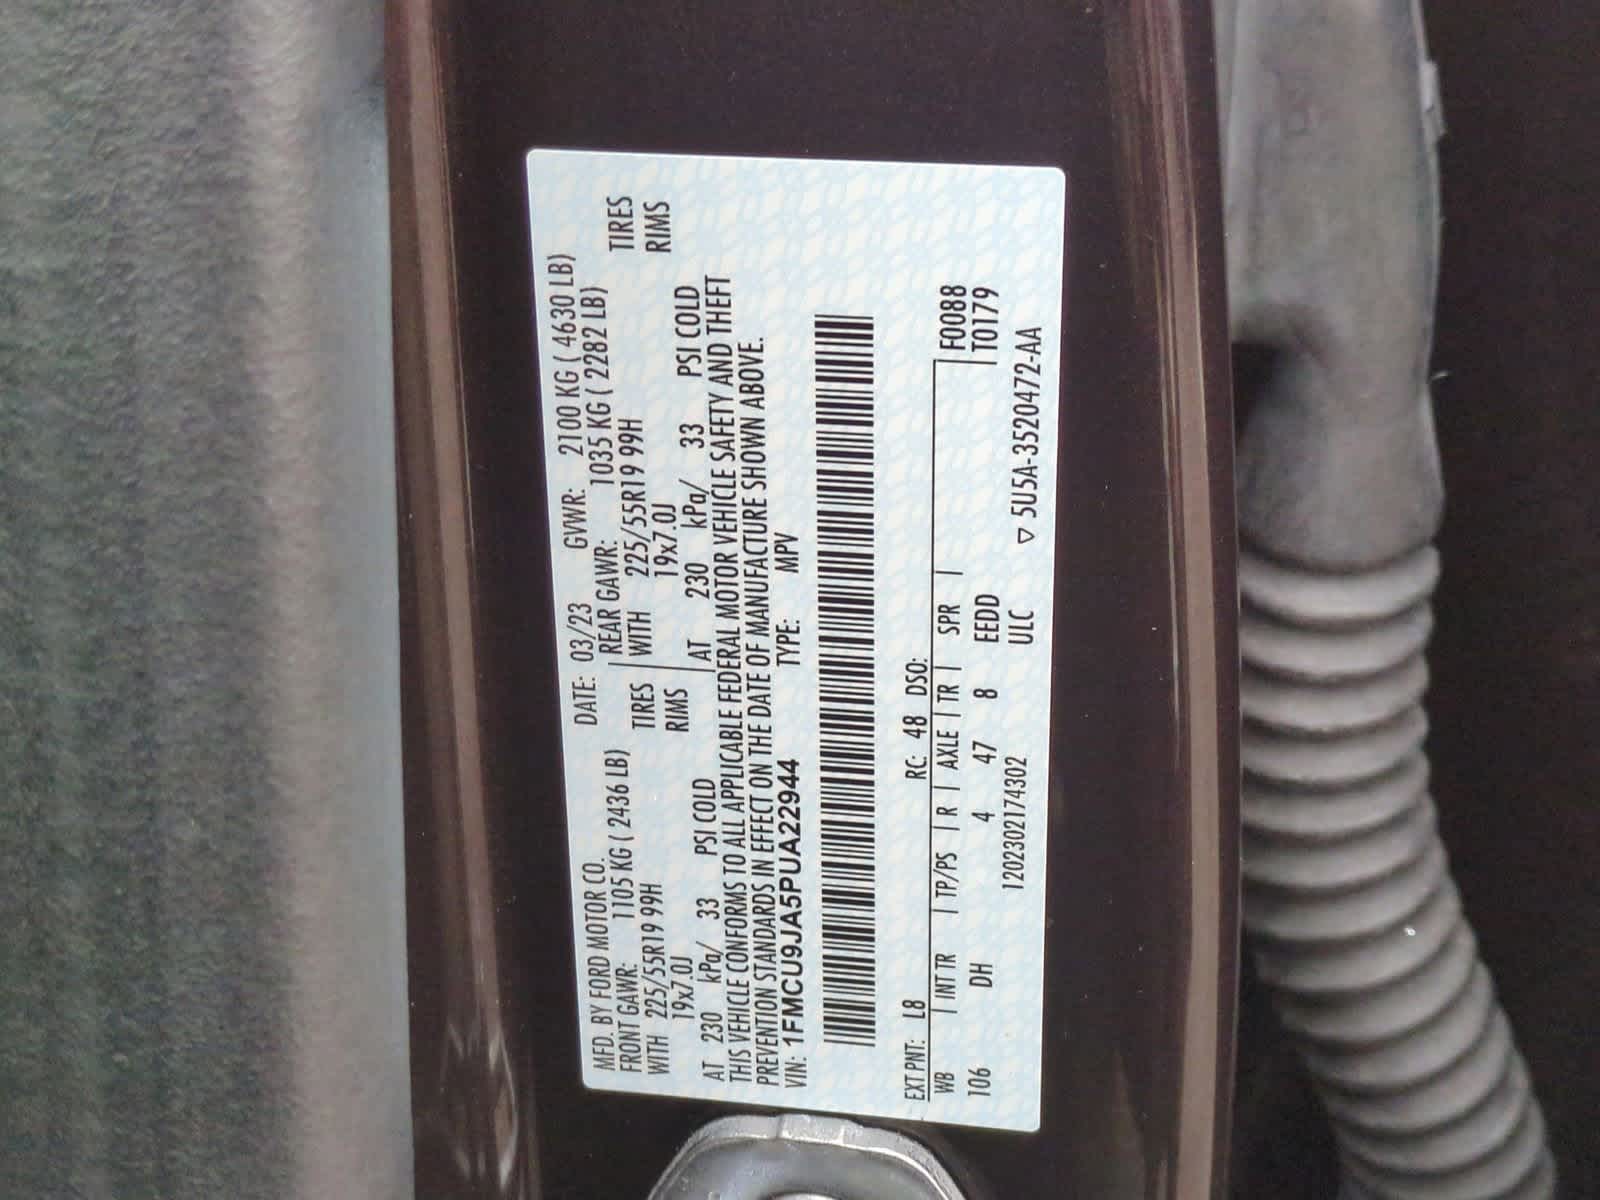 MFD. BY FORD MOTOR CO. DATE: 03/23 GVWR: 2100 KG ( 4630 LB)
FRONT GAWR: 1105 KG ( 2436 LB) REAR GAWR: 1035 KG ( 2282 LB)
WITH 225/55R19 99H TIRES WITH 225/55R19 99H TIRES
19x7.0J RIMS 19x7.0J RIMS
AT 230 kPa/ 33 PSI COLD AT 230 kPa/ 33 PSI COLD
THIS VEHICLE CONFORMS TO ALL APPLICABLE FEDERAL MOTOR VEHICLE SAFETY AND THEFT
PREVENTION STANDARDS IN EFFECT ON THE DATE OF MANUFACTURE SHOWN ABOVE.
VIN: 1FMCU9JA5PUA22944 TYPE: MPV
EXT PNT: L8 RC: 48 DSO:
WB | INT TR | TP/PS | R | AXLE | TR | SPR | F0088
106 DH 4 47 8 EEDD T0179
1202302174302 ULC ▽ 5U5A-3520472-AA